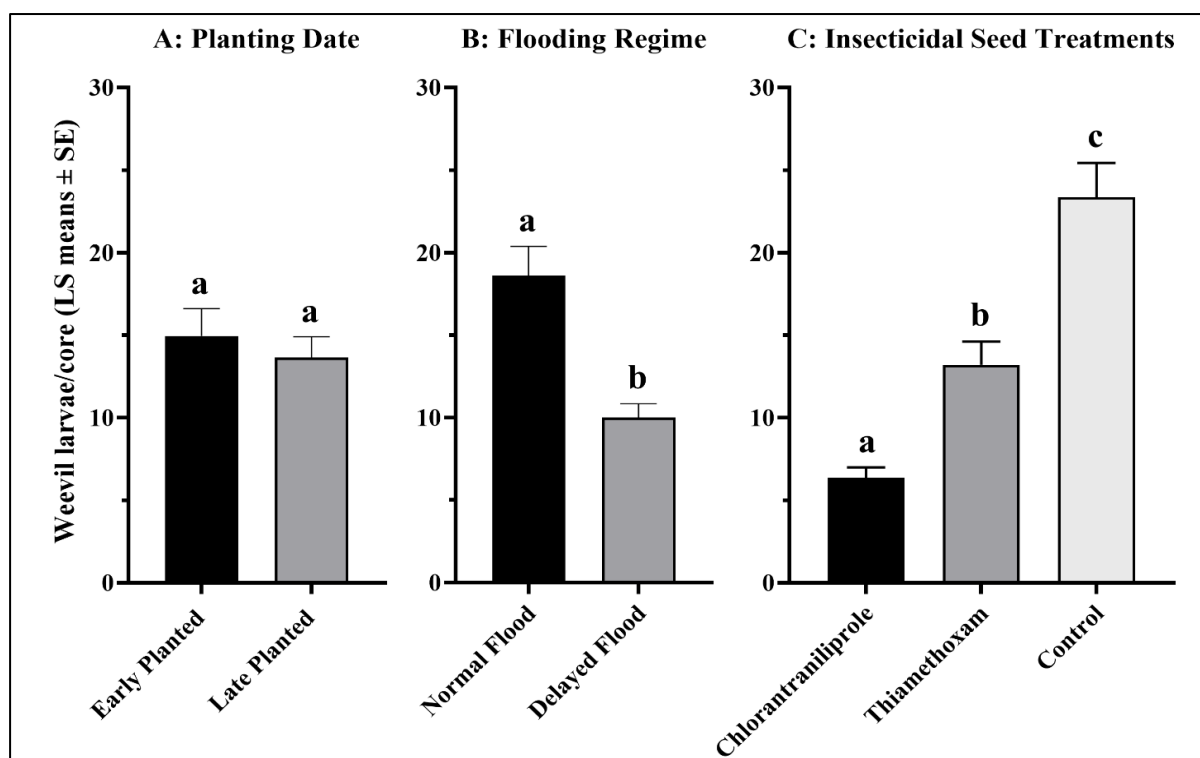 A: Planting Date
B: Flooding Regime
C: Insecticidal Seed Treatments
Weevil larvae/core (LS means ± SE)
30
20
10
0
a
a
Early Planted
Late Planted
30
20
10
0
a
b
Normal Flood
Delayed Flood
30
20
10
0
a
b
c
Chlorantraniliprole
Thiamethoxam
Control